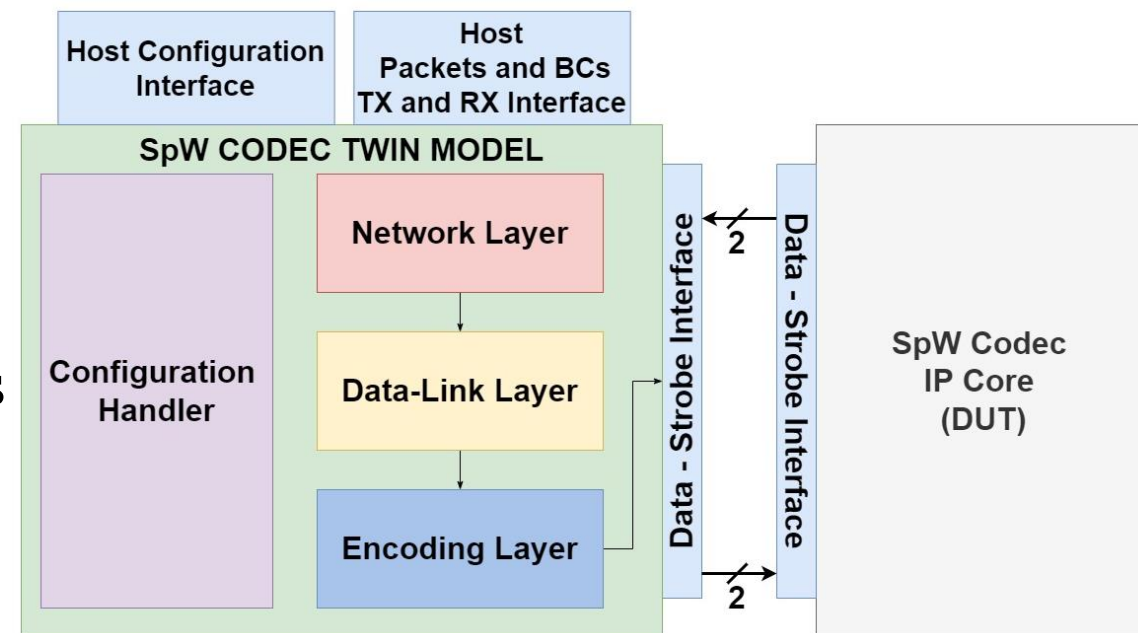 Host Configuration
Interface
Host
Packets and BCs
TX and RX Interface
SpW CODEC TWIN MODEL
Configuration
Handler
Network Layer
Data-Link Layer
Encoding Layer
Data - Strobe Interface
2
2
Data - Strobe Interface
SpW Codec
IP Core
(DUT)